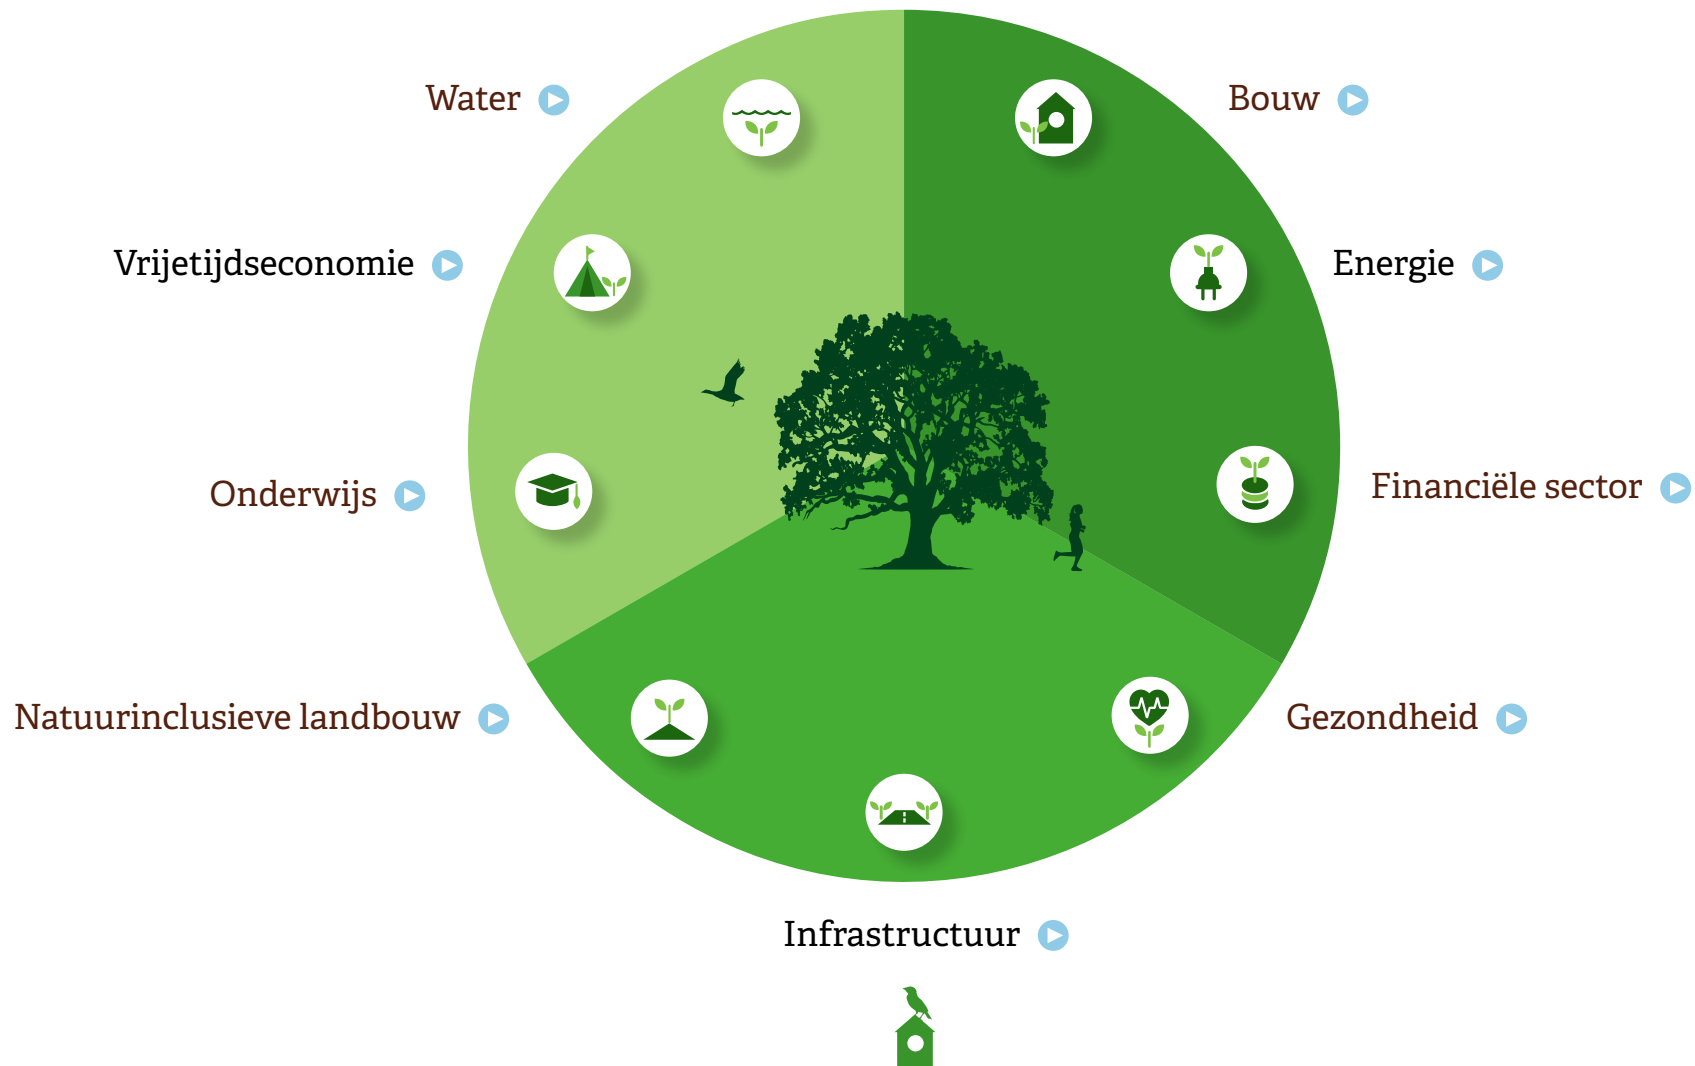 Water
Bouw
Vrijetijdseconomie
Energie
Onderwijs
Financiële sector
Natuurinclusieve landbouw
Gezondheid
Infrastructuur